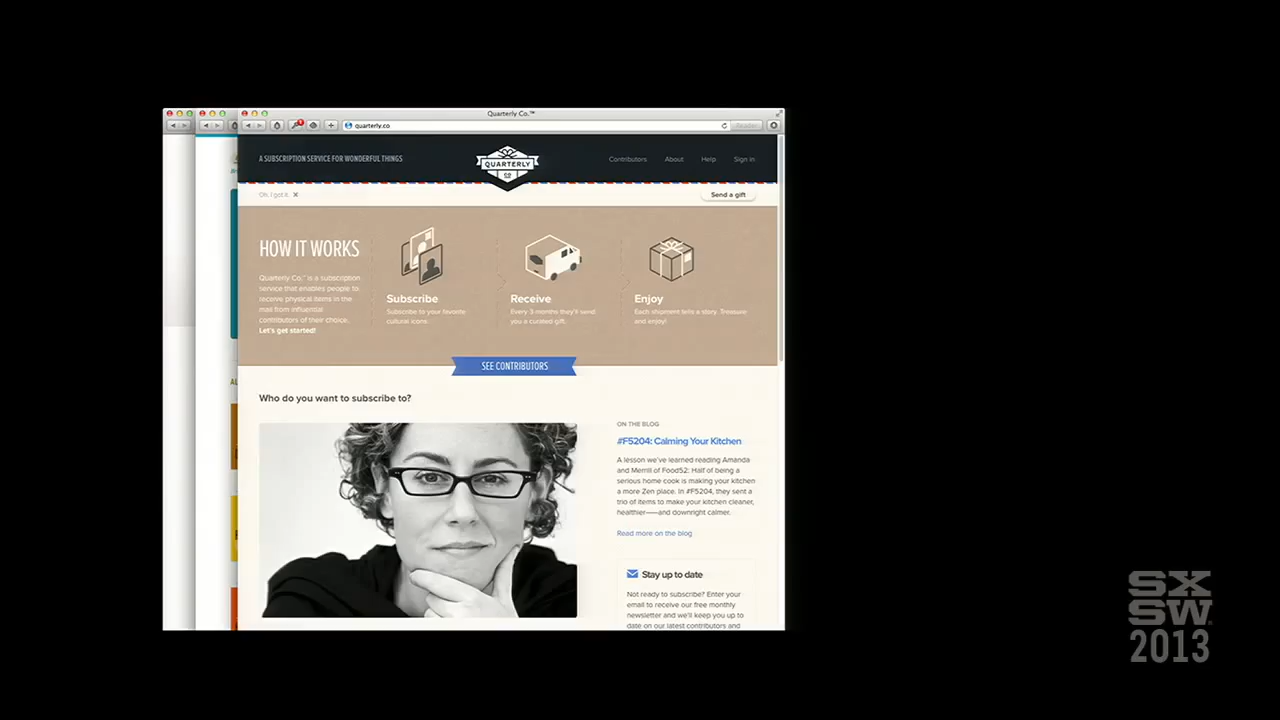 Quarterly Co.™
quarterly.co
Reader
A SUBSCRIPTION SERVICE FOR WONDERFUL THINGS
QUARTERLY
CO
Contributors
About
Help
Sign in
Oh, I got it.
Send a gift
HOW IT WORKS
Quarterly Co.™ is a subscription
service that enables people to
receive physical items in the
mail from influential
contributors of their choice.
Let's get started!
Subscribe
Subscribe to your favorite
cultural icons.
Receive
Every 3 months they'll send
you a curated gift.
Enjoy
Each shipment tells a story. Treasure
and enjoy!
SEE CONTRIBUTORS
Who do you want to subscribe to?
ON THE BLOG
#F5204: Calming Your Kitchen
A lesson we've learned reading Amanda
and Merrill of Food52: Half of being a
serious home cook is making your kitchen
a more Zen place. In #F5204, they sent a
trio of items to make your kitchen cleaner,
healthier—and downright calmer.
Read more on the blog
Stay up to date
Not ready to subscribe? Enter your
email to receive our free monthly
newsletter and we'll keep you up to
date on our latest contributors and
SX
SW
2013